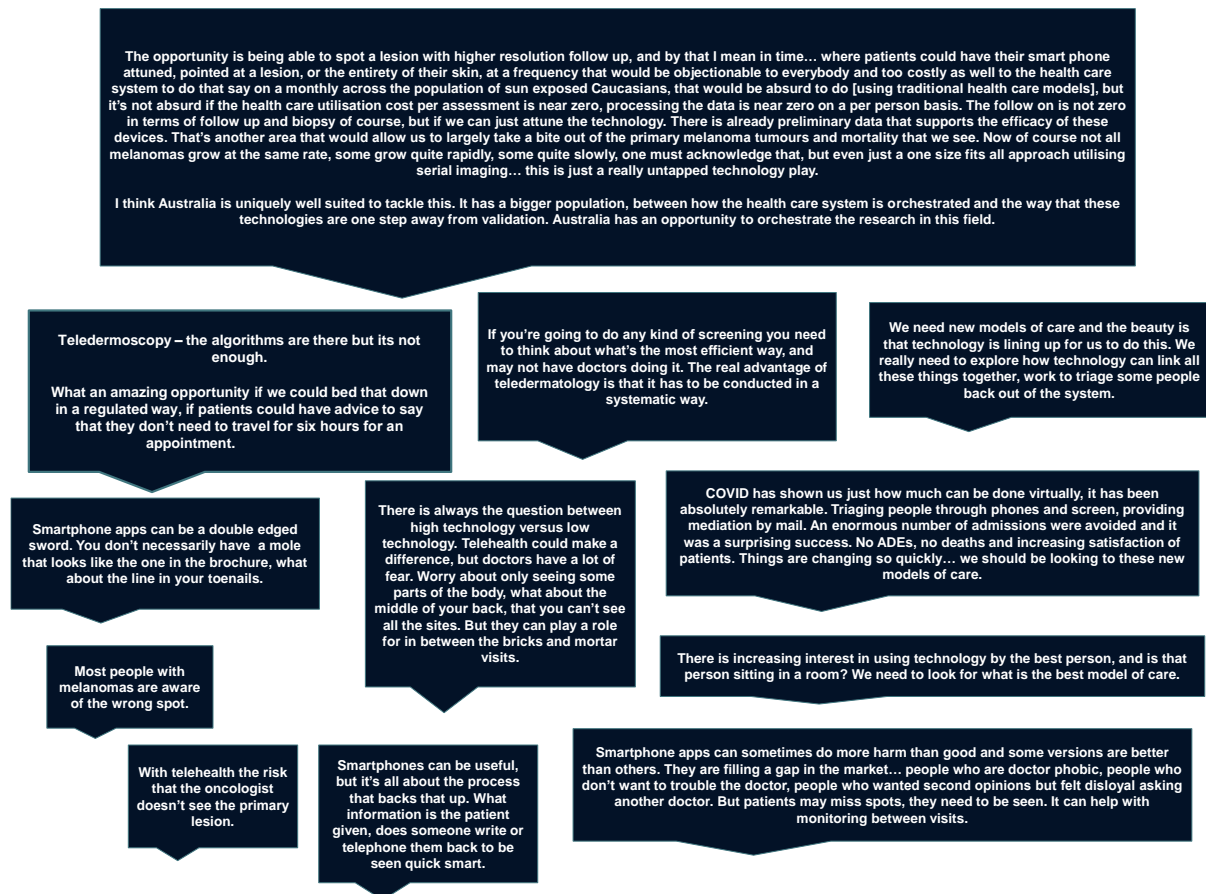 The opportunity is being able to spot a lesion with higher resolution follow up, and by that I mean in time… where patients could have their smart phone
attuned, pointed at a lesion, or the entirety of their skin, at a frequency that would be objectionable to everybody and too costly as well to the health care
system to do that say on a monthly across the population of sun exposed Caucasians, that would be absurd to do [using traditional health care models], but
it's not absurd if the health care utilisation cost per assessment is near zero, processing the data is near zero on a per person basis. The follow on is not zero
in terms of follow up and biopsy of course, but if we can just attune the technology. There is already preliminary data that supports the efficacy of these
devices. That's another area that would allow us to largely take a bite out of the primary melanoma tumours and mortality that we see. Now of course not all
melanomas grow at the same rate, some grow quite rapidly, some quite slowly, one must acknowledge that, but even just a one size fits all approach utilising
serial imaging… this is just a really untapped technology play.
I think Australia is uniquely well suited to tackle this. It has a bigger population, between how the health care system is orchestrated and the way that these
technologies are one step away from validation. Australia has an opportunity to orchestrate the research in this field.
Teledermoscopy – the algorithms are there but its not
enough.
What an amazing opportunity if we could bed that down
in a regulated way, if patients could have advice to say
that they don't need to travel for six hours for an
appointment.
If you're going to do any kind of screening you need
to think about what's the most efficient way, and
may not have doctors doing it. The real advantage of
teledermatology is that it has to be conducted in a
systematic way.
We need new models of care and the beauty is
that technology is lining up for us to do this. We
really need to explore how technology can link all
these things together, work to triage some people
back out of the system.
Smartphone apps can be a double edged
sword. You don't necessarily have a mole
that looks like the one in the brochure, what
about the line in your toenails.
There is always the question between
high technology versus low
technology. Telehealth could make a
difference, but doctors have a lot of
fear. Worry about only seeing some
parts of the body, what about the
middle of your back, that you can't see
all the sites. But they can play a role
for in between the bricks and mortar
visits.
COVID has shown us just how much can be done virtually, it has been
absolutely remarkable. Triaging people through phones and screen, providing
mediation by mail. An enormous number of admissions were avoided and it
was a surprising success. No ADEs, no deaths and increasing satisfaction of
patients. Things are changing so quickly… we should be looking to these new
models of care.
Most people with
melanomas are aware
of the wrong spot.
There is increasing interest in using technology by the best person, and is that
person sitting in a room? We need to look for what is the best model of care.
With telehealth the risk
that the oncologist
doesn't see the primary
lesion.
Smartphones can be useful,
but it's all about the process
that backs that up. What
information is the patient
given, does someone write or
telephone them back to be
seen quick smart.
Smartphone apps can sometimes do more harm than good and some versions are better
than others. They are filling a gap in the market… people who are doctor phobic, people who
don't want to trouble the doctor, people who wanted second opinions but felt disloyal asking
another doctor. But patients may miss spots, they need to be seen. It can help with
monitoring between visits.